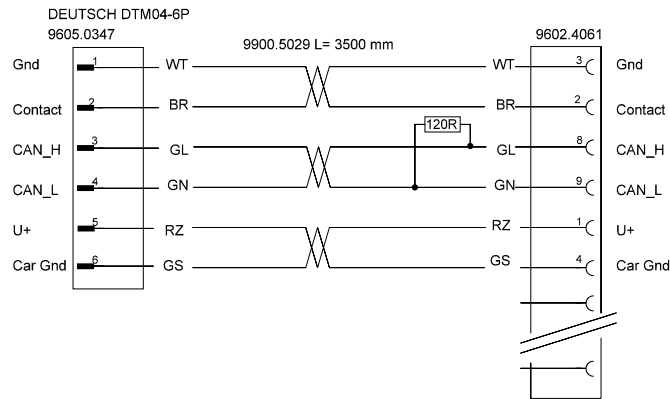 DEUTSCH DTM04-6P
9605.0347
9900.5029 L= 3500 mm
9602.4061
Gnd 1 WT WT 3 Gnd
Contact 2 BR BR 2 Contact
120R
CAN_H 3 GL GL 8 CAN_H
CAN_L 4 GN GN 9 CAN_L
U+ 5 RZ RZ 1 U+
Car Gnd 6 GS GS 4 Car Gnd